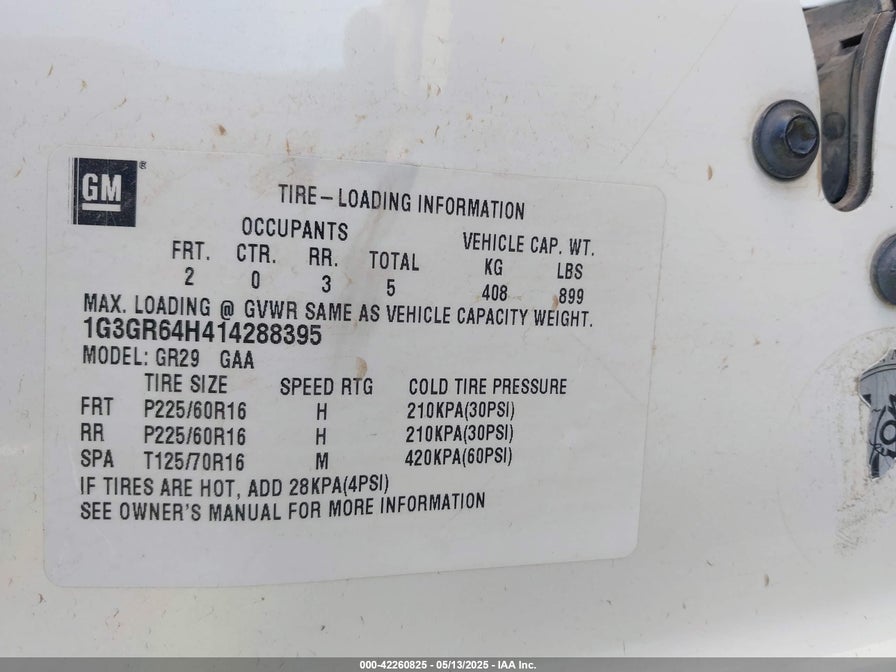 GM®
TIRE–LOADING INFORMATION
OCCUPANTS VEHICLE CAP. WT.
FRT. CTR. RR. TOTAL KG LBS
2 0 3 5 408 899
MAX. LOADING @ GVWR SAME AS VEHICLE CAPACITY WEIGHT.
1G3GR64H414288395
MODEL: GR29 GAA
TIRE SIZE SPEED RTG COLD TIRE PRESSURE
FRT P225/60R16 H 210KPA(30PSI)
RR P225/60R16 H 210KPA(30PSI)
SPA T125/70R16 M 420KPA(60PSI)
IF TIRES ARE HOT, ADD 28KPA(4PSI)
SEE OWNER'S MANUAL FOR MORE INFORMATION
000-42260825 - 05/13/2025 - IAA Inc.